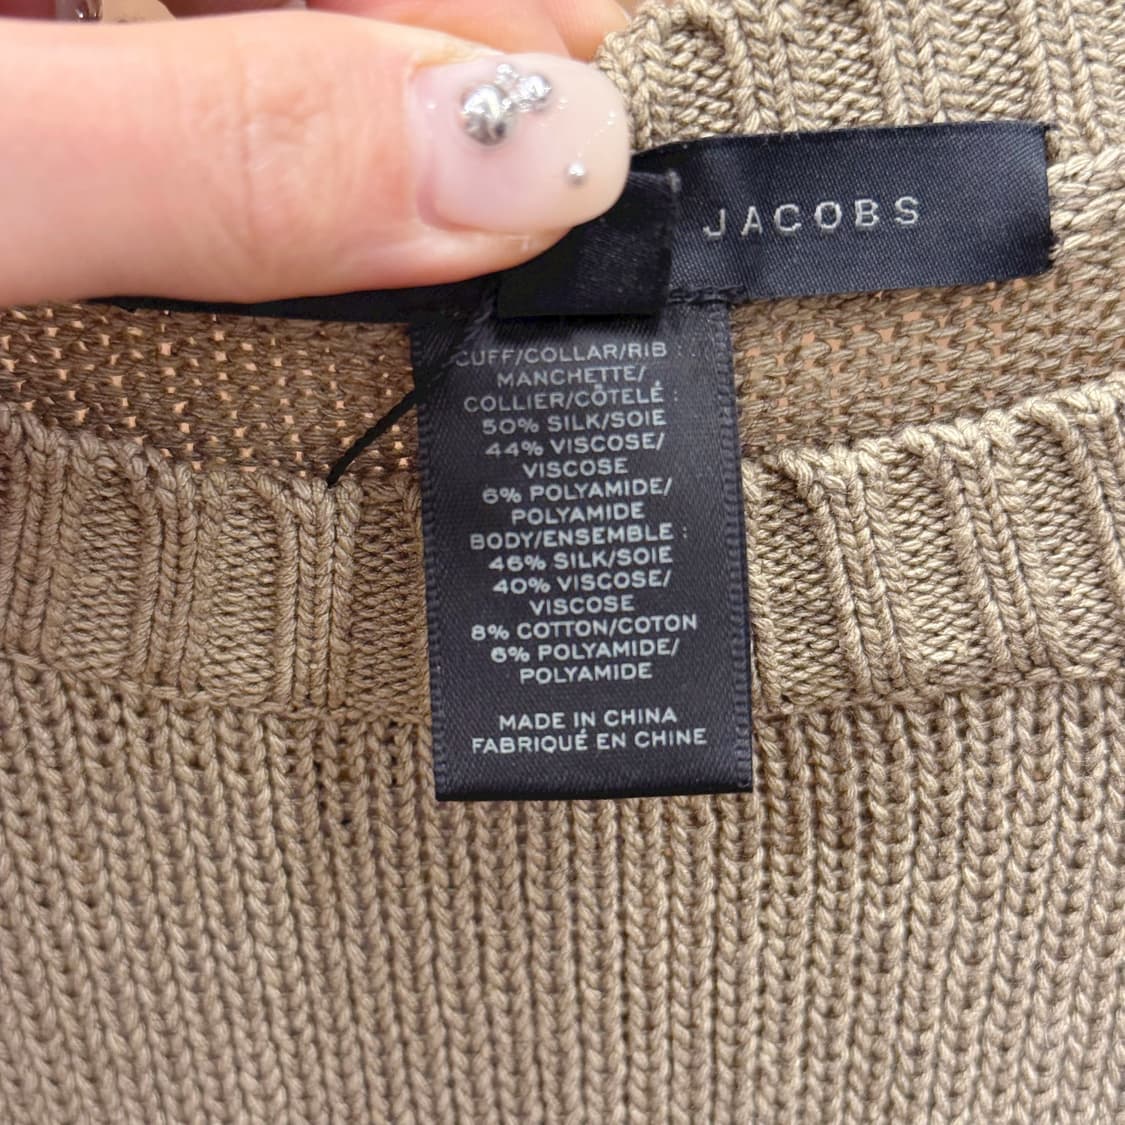 JACOBS
CUFF/COLLAR/RIB :
MANCHETTE/
COLLIER/CÔTELÉ :
50% SILK/SOIE
44% VISCOSE/
VISCOSE
6% POLYAMIDE/
POLYAMIDE
BODY/ENSEMBLE :
46% SILK/SOIE
40% VISCOSE/
VISCOSE
8% COTTON/COTON
6% POLYAMIDE/
POLYAMIDE
MADE IN CHINA
FABRIQUÉ EN CHINE